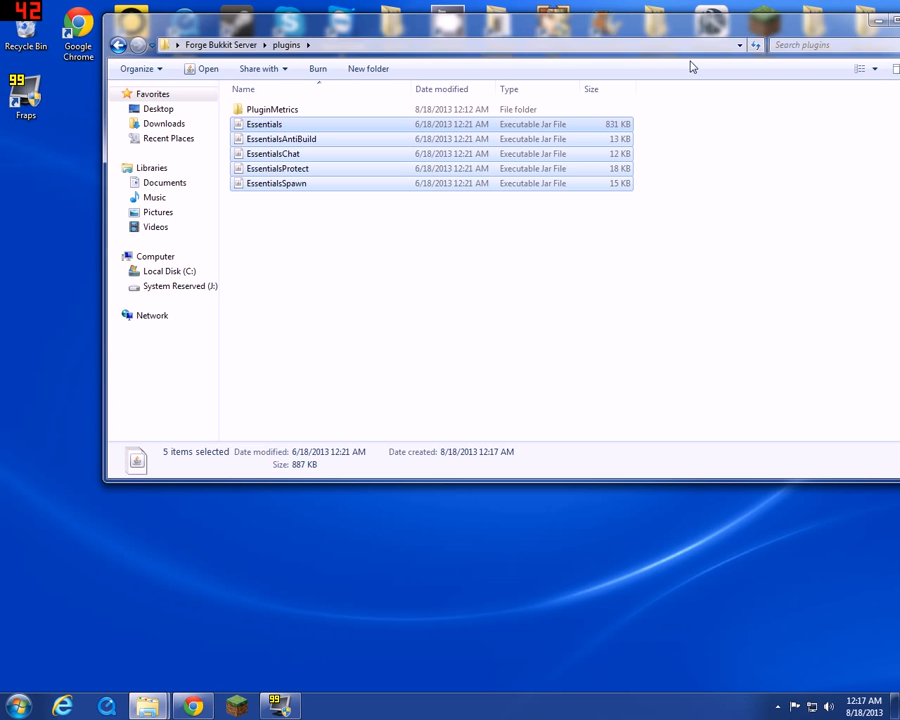 42
Recycle Bin
Google Chrome
99
Fraps
Forge Bukkit Server
plugins
Search plugins
Organize
Open
Share with
Burn
New folder
Name
Date modified
Type
Size
Favorites
Desktop
Downloads
Recent Places
Libraries
Documents
Music
Pictures
Videos
Computer
Local Disk (C:)
System Reserved (J:)
Network
PluginMetrics 8/18/2013 12:12 AM File folder
Essentials 6/18/2013 12:21 AM Executable Jar File 831 KB
EssentialsAntiBuild 6/18/2013 12:21 AM Executable Jar File 13 KB
EssentialsChat 6/18/2013 12:21 AM Executable Jar File 12 KB
EssentialsProtect 6/18/2013 12:21 AM Executable Jar File 18 KB
EssentialsSpawn 6/18/2013 12:21 AM Executable Jar File 15 KB
5 items selected Date modified: 6/18/2013 12:21 AM Date created: 8/18/2013 12:17 AM
Size: 887 KB
99
12:17 AM
8/18/2013